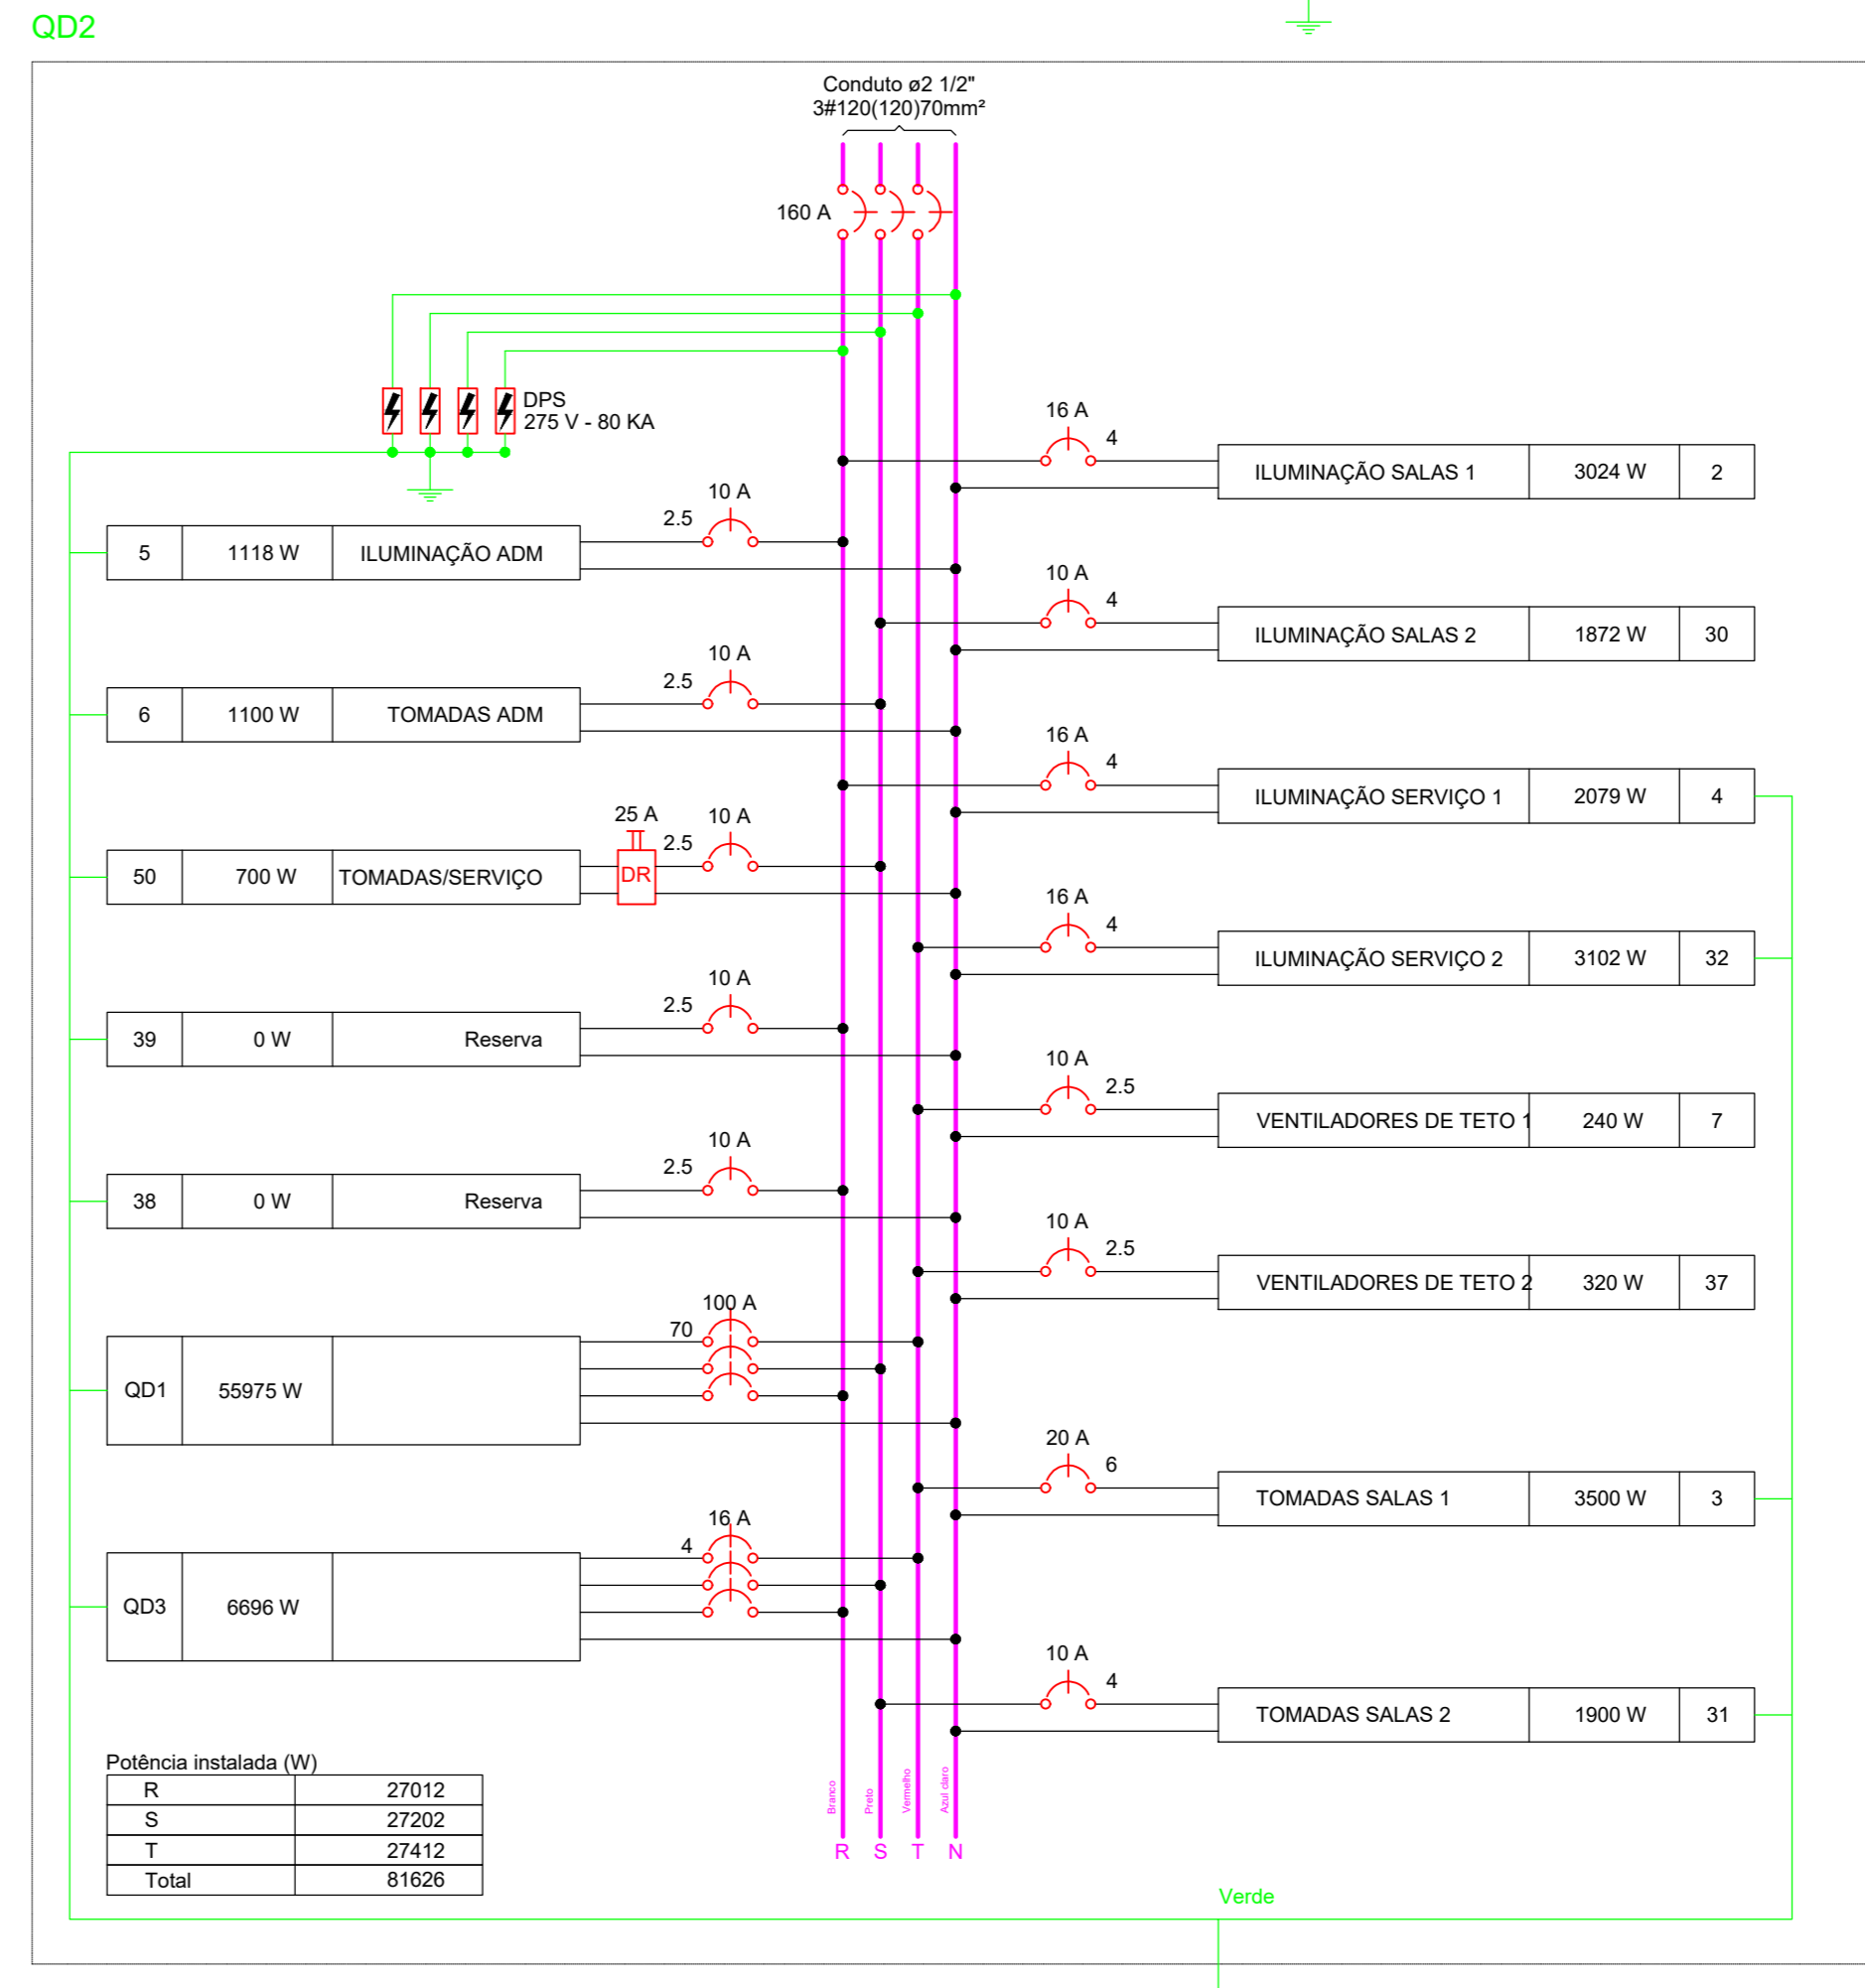 QD2
Conduto ø2 1/2"
3#120(120)70mm²
160 A
DPS
275 V - 80 KA
16 A
4
ILUMINAÇÃO SALAS 1 3024 W 2
10 A
2.5
5 1118 W ILUMINAÇÃO ADM
10 A
4
ILUMINAÇÃO SALAS 2 1872 W 30
10 A
2.5
6 1100 W TOMADAS ADM
16 A
4
ILUMINAÇÃO SERVIÇO 1 2079 W 4
25 A
10 A
2.5
50 700 W TOMADAS/SERVIÇO
DR
16 A
4
ILUMINAÇÃO SERVIÇO 2 3102 W 32
10 A
2.5
39 0 W Reserva
10 A
2.5
VENTILADORES DE TETO 1 240 W 7
10 A
2.5
38 0 W Reserva
10 A
2.5
VENTILADORES DE TETO 2 320 W 37
100 A
70
QD1 55975 W
20 A
6
TOMADAS SALAS 1 3500 W 3
16 A
4
QD3 6696 W
10 A
4
TOMADAS SALAS 2 1900 W 31
Potência instalada (W)
R 27012
S 27202
T 27412
Total 81626
Branco
Preto
Vermelho
Azul claro
R S T N
Verde